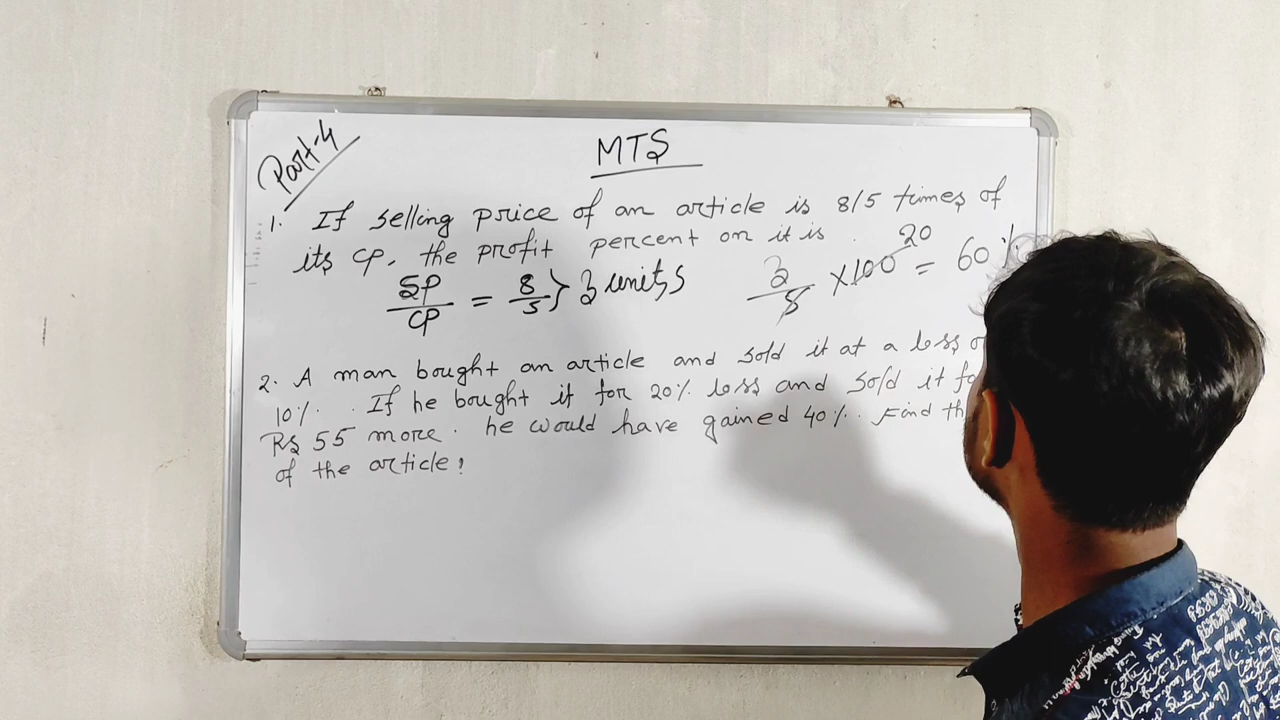 Part-4
MTS
1. If selling price of an article is 8/5 times of
its CP, the profit percent on it is .
SP/CP = 8/5 } 3 units 3/5 ×100 20 = 60%
2. A man bought an article and sold it at a loss
10%. . If he bought it for 20% loss and sold it
Rs 55 more. he would have gained 40%. Find
of the article?